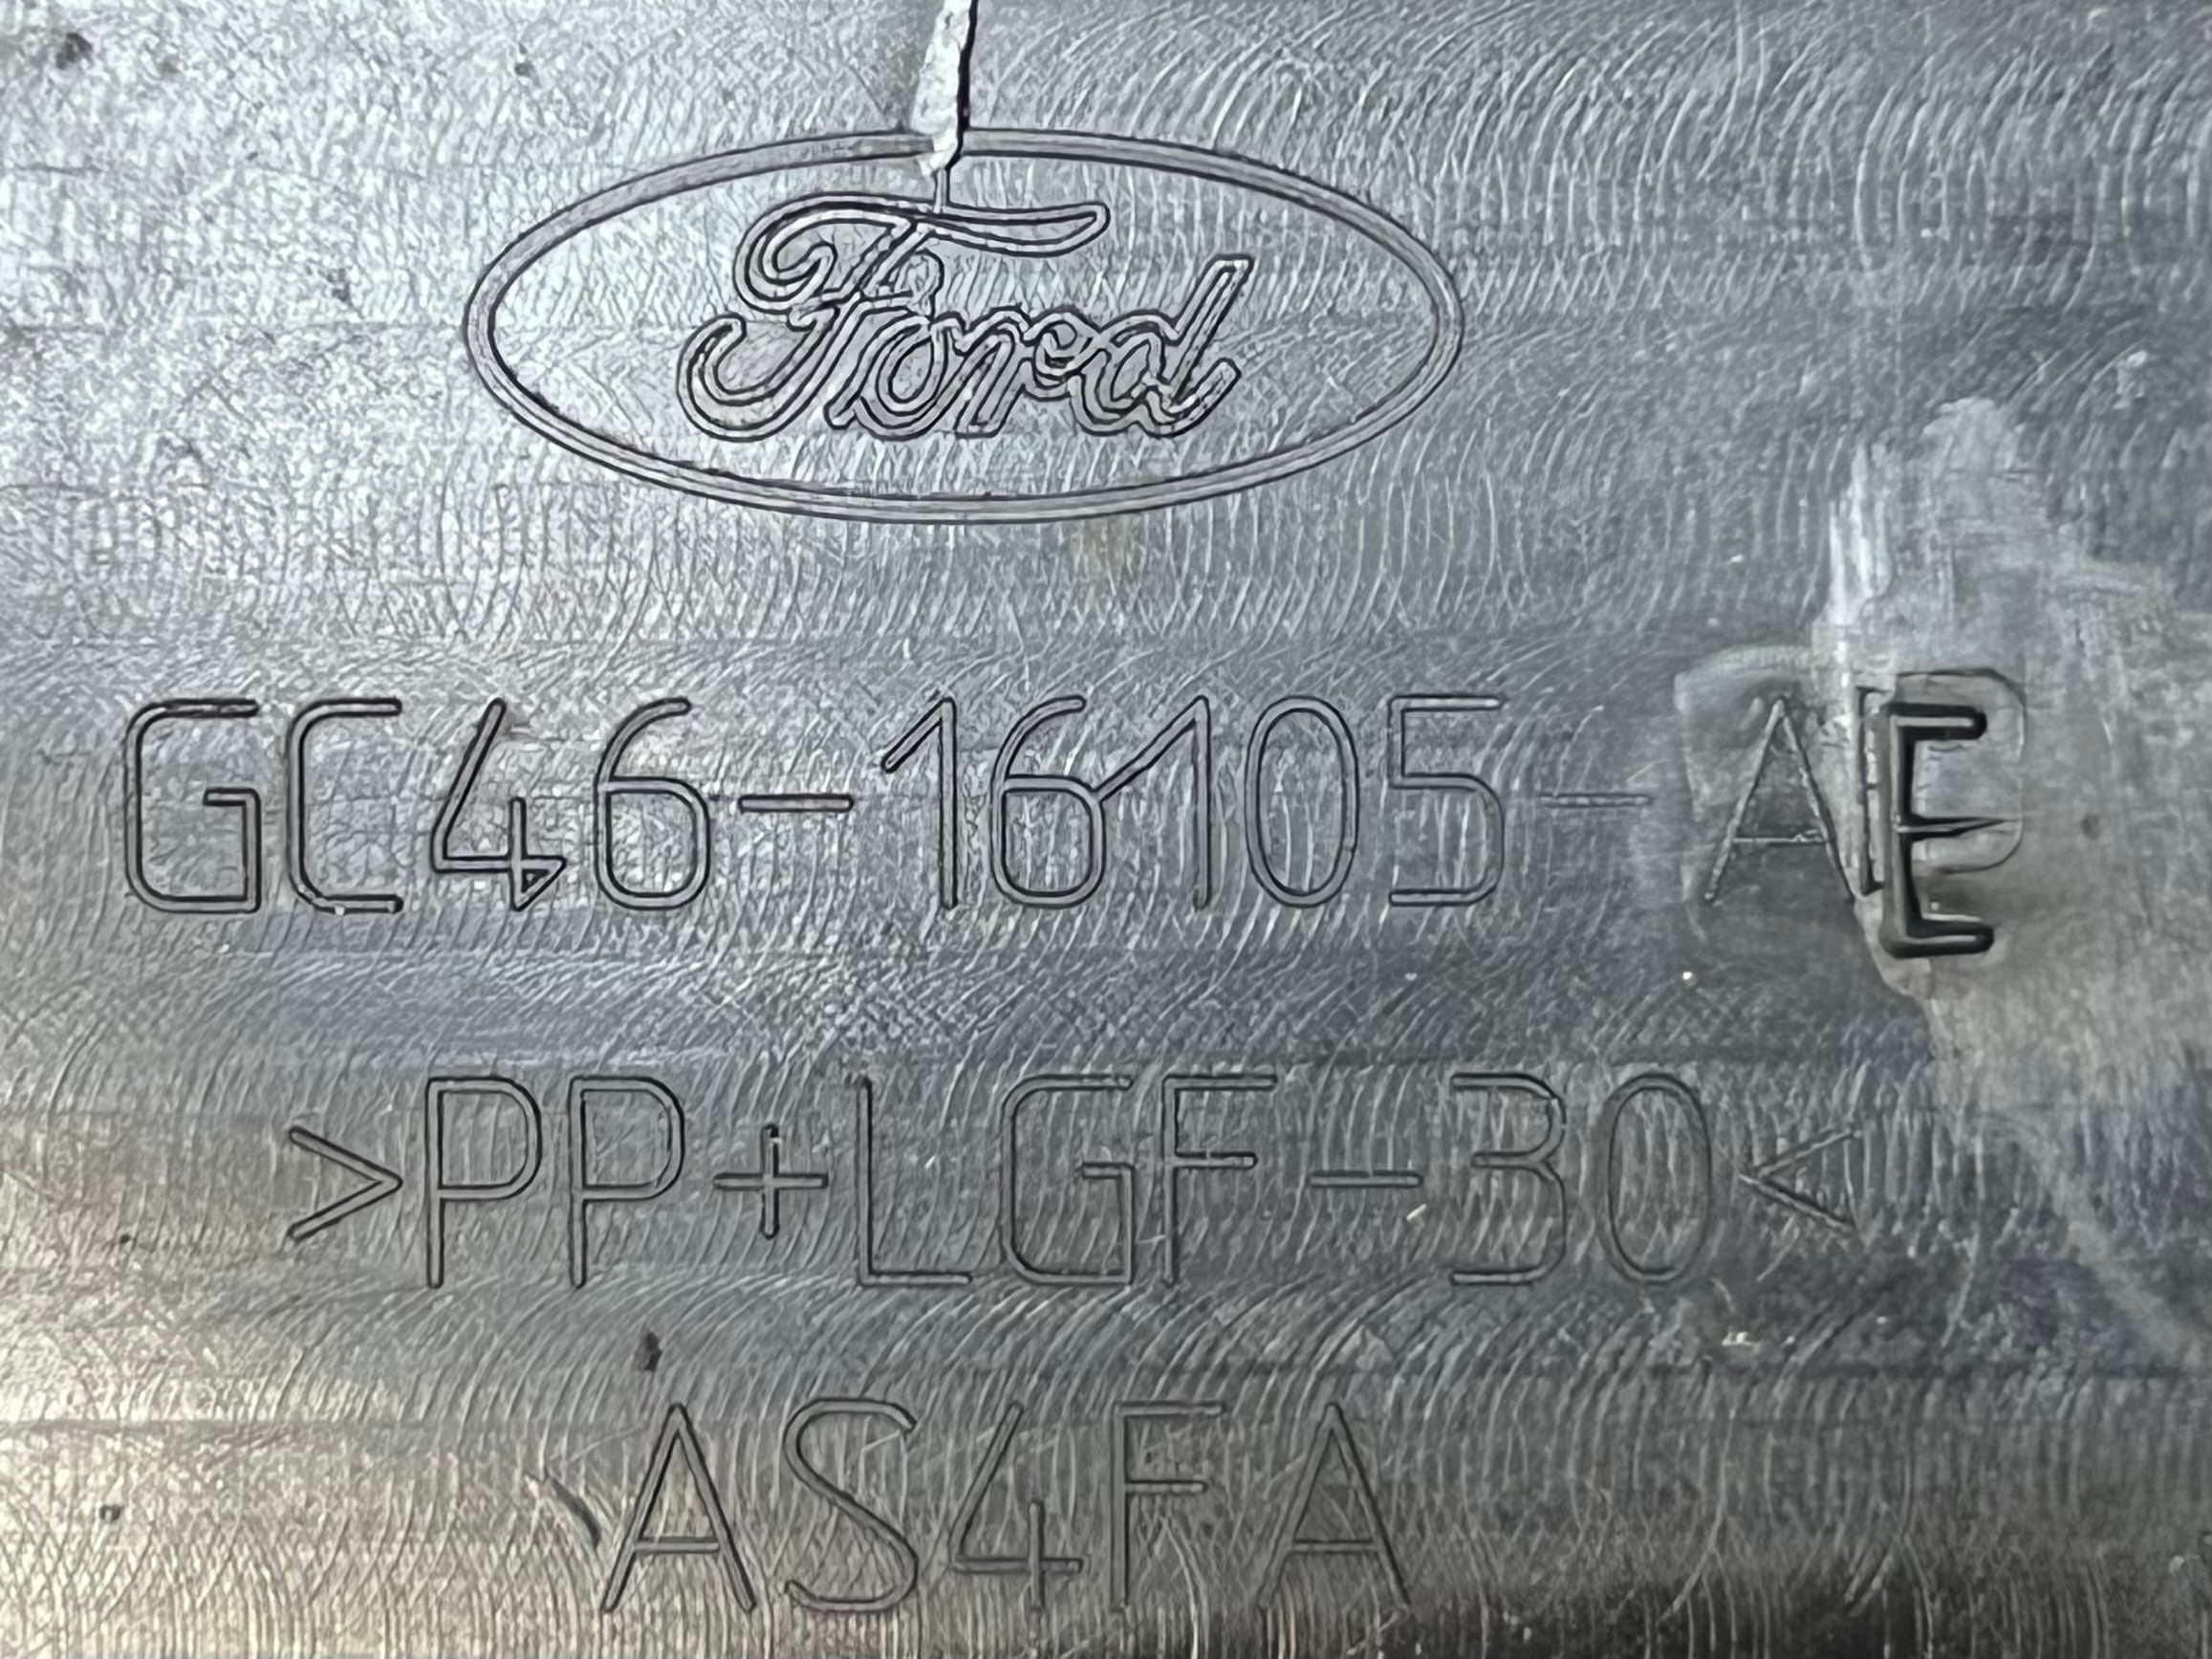 Ford
GC46-16105-AE
>PP+LGF-30<
AS4FA